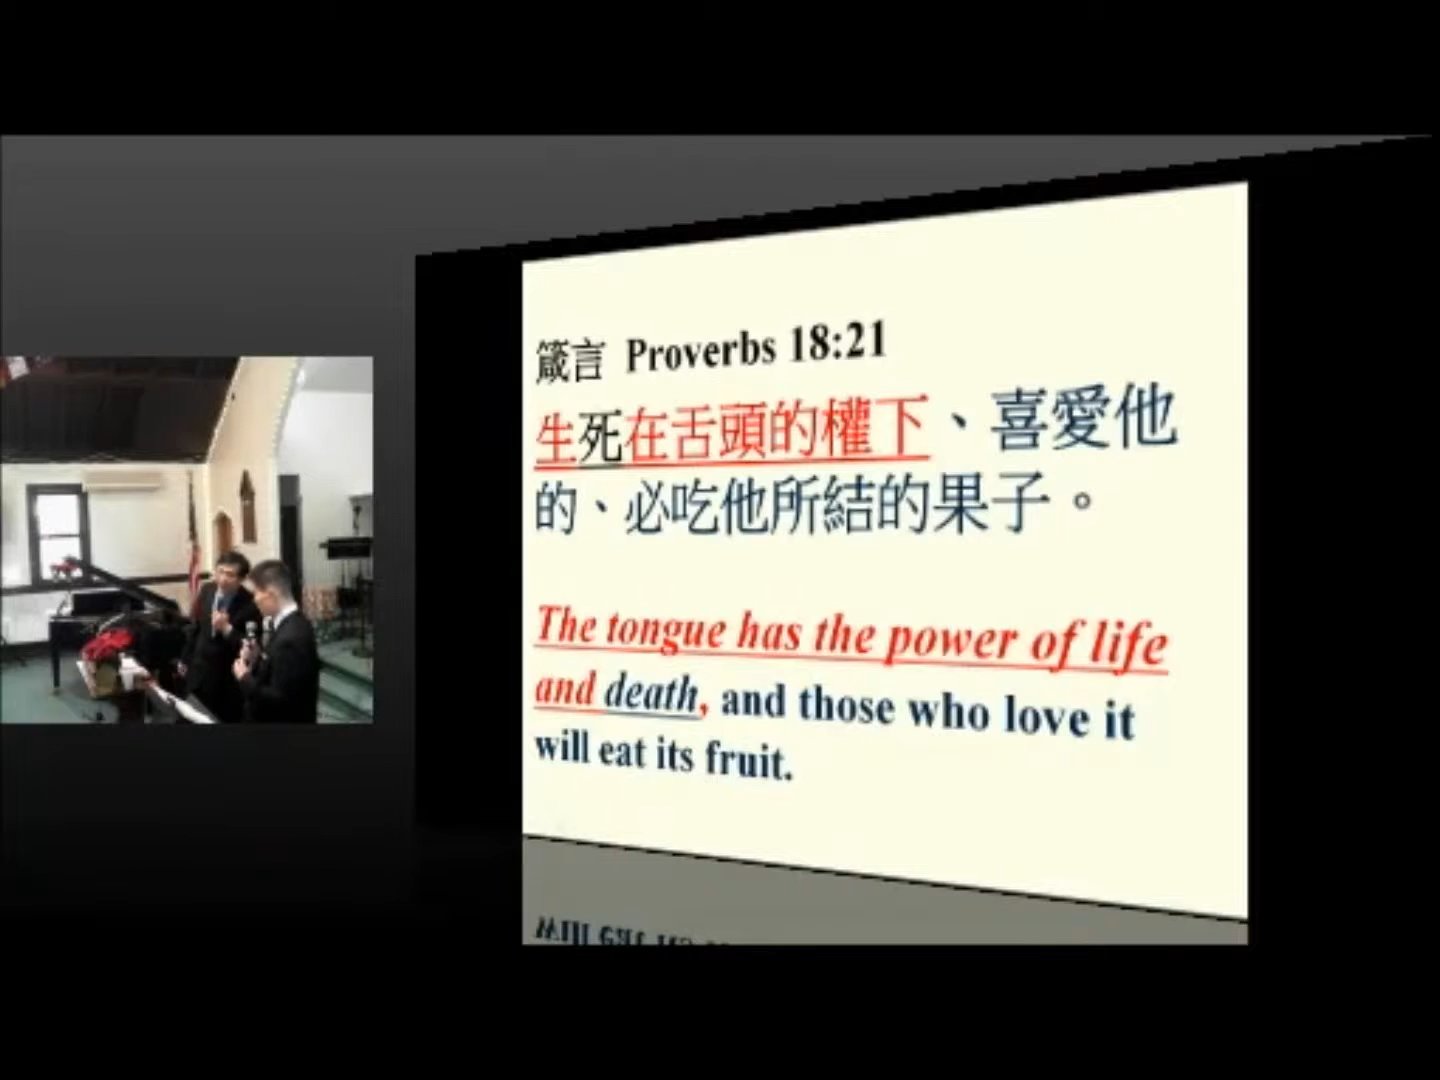 箴言 Proverbs 18:21
生死在舌頭的權下、喜愛他
的、必吃他所結的果子。
The tongue has the power of life
and death, and those who love it
will eat its fruit.